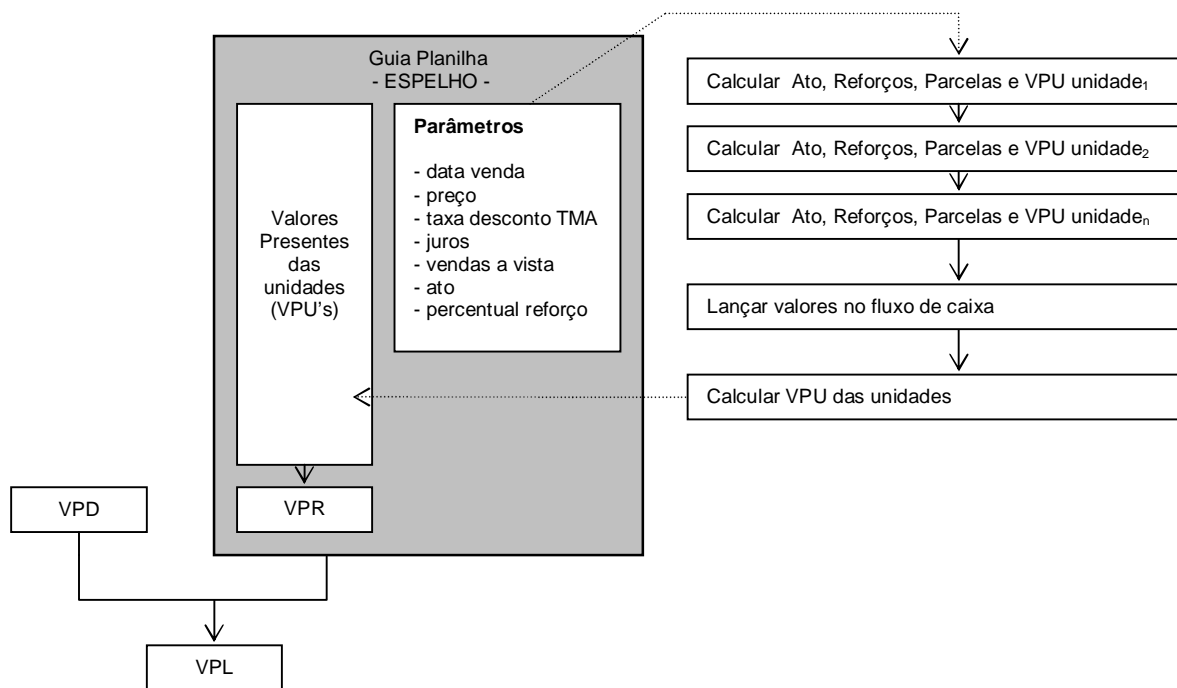 Guia Planilha
- ESPELHO -
Valores
Presentes
das
unidades
(VPU's)
Parâmetros
- data venda
- preço
- taxa desconto TMA
- juros
- vendas a vista
- ato
- percentual reforço
VPR
VPD
VPL
Calcular Ato, Reforços, Parcelas e VPU unidade₁
Calcular Ato, Reforços, Parcelas e VPU unidade₂
Calcular Ato, Reforços, Parcelas e VPU unidadeₙ
Lançar valores no fluxo de caixa
Calcular VPU das unidades